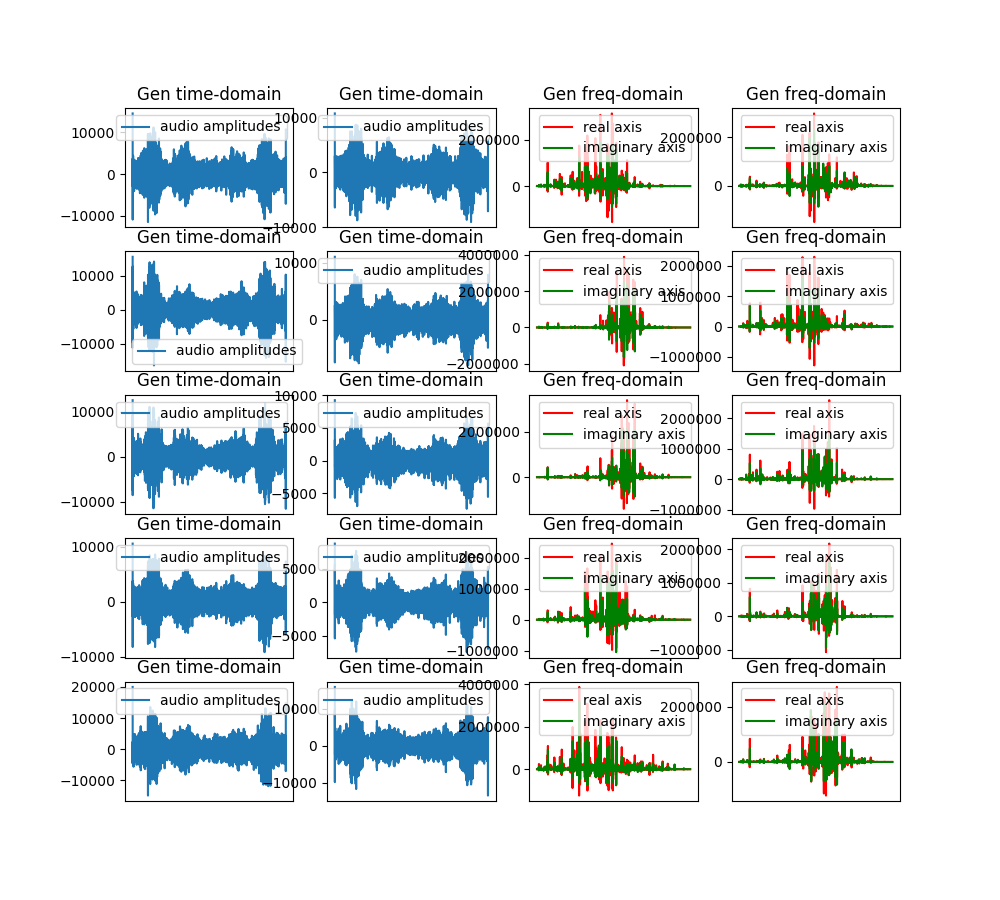 Gen time-domain Gen time-domain Gen freq-domain Gen freq-domain
10000
0
−10000
audio amplitudes
10000
0
−10000
audio amplitudes
2000000
0
real axis
imaginary axis
2000000
0
real axis
imaginary axis
Gen time-domain Gen time-domain Gen freq-domain Gen freq-domain
10000
0
−10000
audio amplitudes
10000
0
audio amplitudes
4000000
2000000
0
−2000000
real axis
imaginary axis
2000000
1000000
0
−1000000
real axis
imaginary axis
Gen time-domain Gen time-domain Gen freq-domain Gen freq-domain
10000
0
−10000
audio amplitudes
10000
5000
0
−5000
audio amplitudes
2000000
0
real axis
imaginary axis
2000000
1000000
0
−1000000
real axis
imaginary axis
Gen time-domain Gen time-domain Gen freq-domain Gen freq-domain
10000
0
−10000
audio amplitudes
5000
0
−5000
audio amplitudes
2000000
1000000
0
−1000000
real axis
imaginary axis
2000000
1000000
0
−1000000
real axis
imaginary axis
Gen time-domain Gen time-domain Gen freq-domain Gen freq-domain
20000
10000
0
−10000
audio amplitudes
10000
0
−10000
audio amplitudes
4000000
2000000
0
real axis
imaginary axis
2000000
0
real axis
imaginary axis